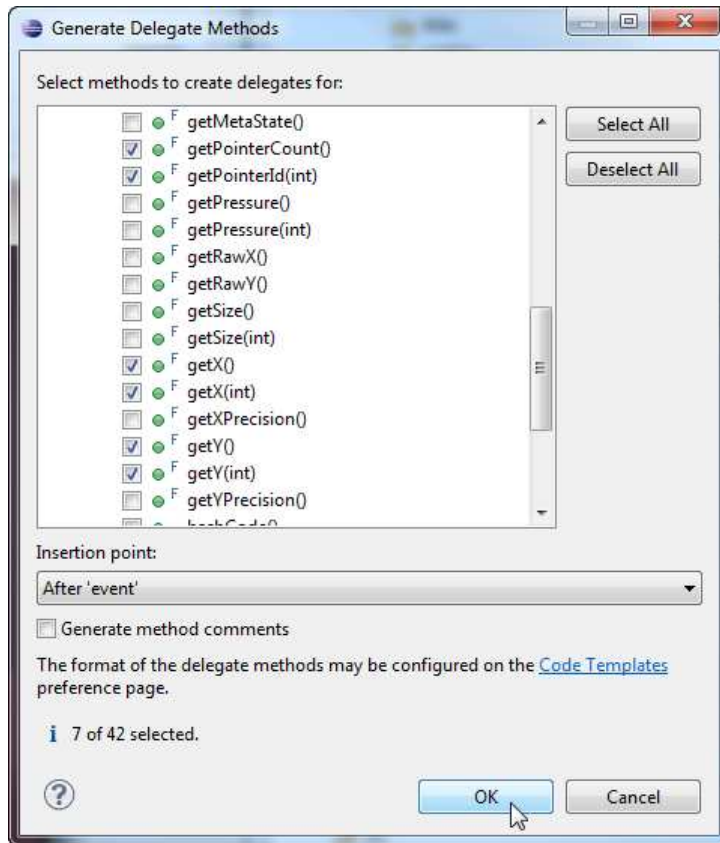 Generate Delegate Methods
Select methods to create delegates for:
F getMetaState()
F getPointerCount()
F getPointerId(int)
F getPressure()
F getPressure(int)
F getRawX()
F getRawY()
F getSize()
F getSize(int)
F getX()
F getX(int)
F getXPrecision()
F getY()
F getY(int)
F getYPrecision()
hashCode()
Select All
Deselect All
Insertion point:
After 'event'
Generate method comments
The format of the delegate methods may be configured on the Code Templates
preference page.
i 7 of 42 selected.
? OK Cancel